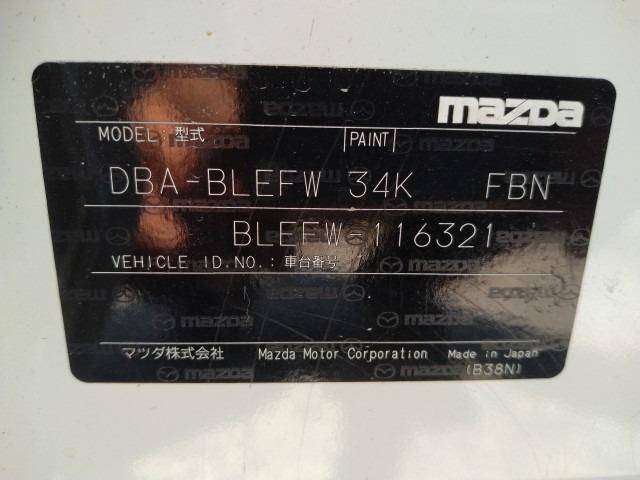 mazda
MODEL : 型式 PAINT
DBA-BLEFW 34K FBN
BLEFW-116321
VEHICLE ID.NO.: 車台番号
マツダ株式会社 Mazda Motor Corporation Made in Japan
(B38N)